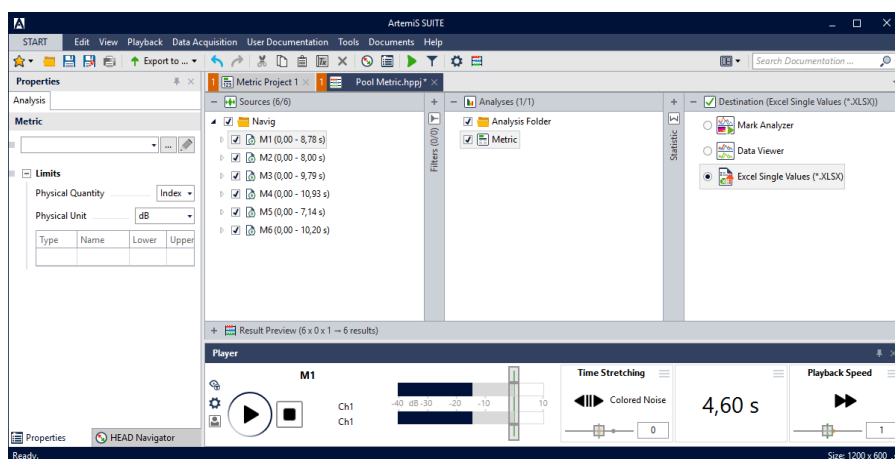 ArtemiS SUITE
START Edit View Playback Data Acquisition User Documentation Tools Documents Help
Export to ... Search Documentation...
Properties 1 Metric Project 1 1 Pool Metric.hppj*
Analysis Sources (6/6) Analyses (1/1) Destination (Excel Single Values (*.XLSX))
Metric Navig Analysis Folder Mark Analyzer
M1 (0,00 - 8,78 s) Metric
... M2 (0,00 - 8,00 s) Data Viewer
Limits M3 (0,00 - 9,79 s) Excel Single Values (*.XLSX)
Physical Quantity Index M4 (0,00 - 10,93 s)
Physical Unit dB M5 (0,00 - 7,14 s)
Type Name Lower Upper M6 (0,00 - 10,20 s)
Filters (0/0)
Statistic
Result Preview (6 x 0 x 1 → 6 results)
Player
M1 Time Stretching Playback Speed
Ch1 -40 dB -30 -20 -10 10 Colored Noise 4,60 s
Ch1 0 1
Properties HEAD Navigator
Ready. Size: 1200 x 600